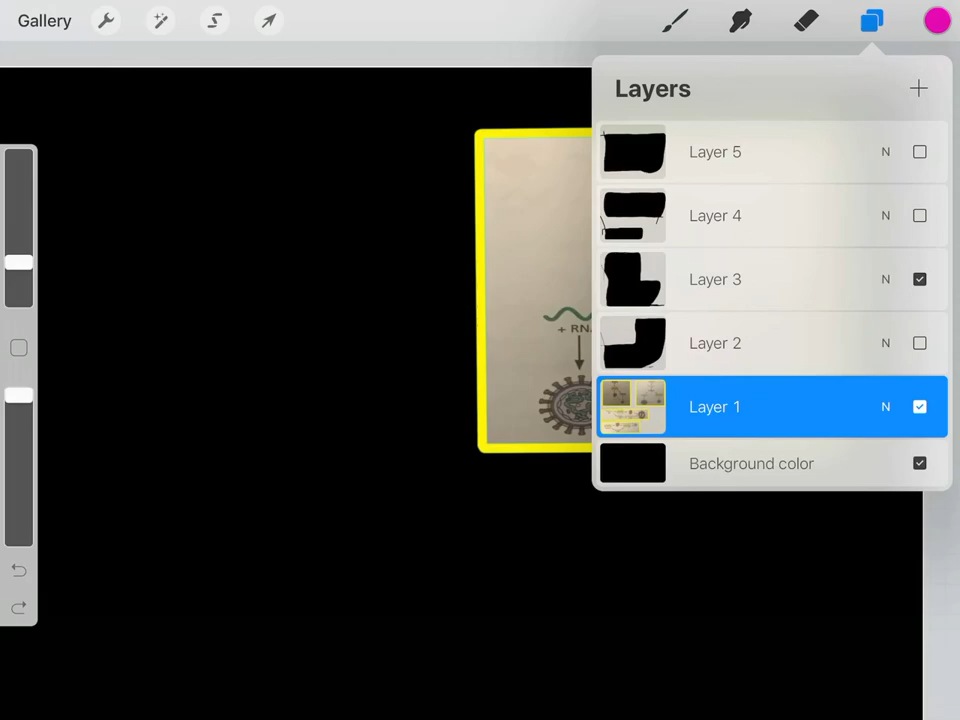 Gallery
Layers
Layer 5 N
Layer 4 N
Layer 3 N
+ RN
Layer 2 N
Layer 1 N
Background color